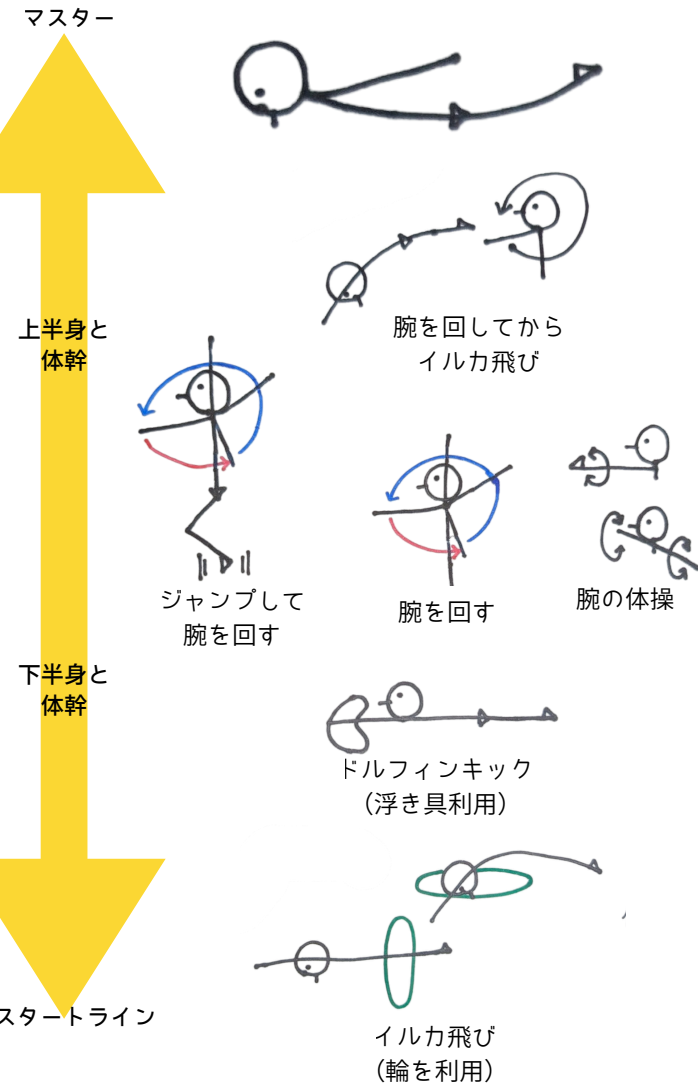 マスター
上半身と
体幹
腕を回してから
イルカ飛び
ジャンプして
腕を回す
腕を回す
腕の体操
下半身と
体幹
ドルフィンキック
（浮き具利用）
スタートライン
イルカ飛び
（輪を利用）